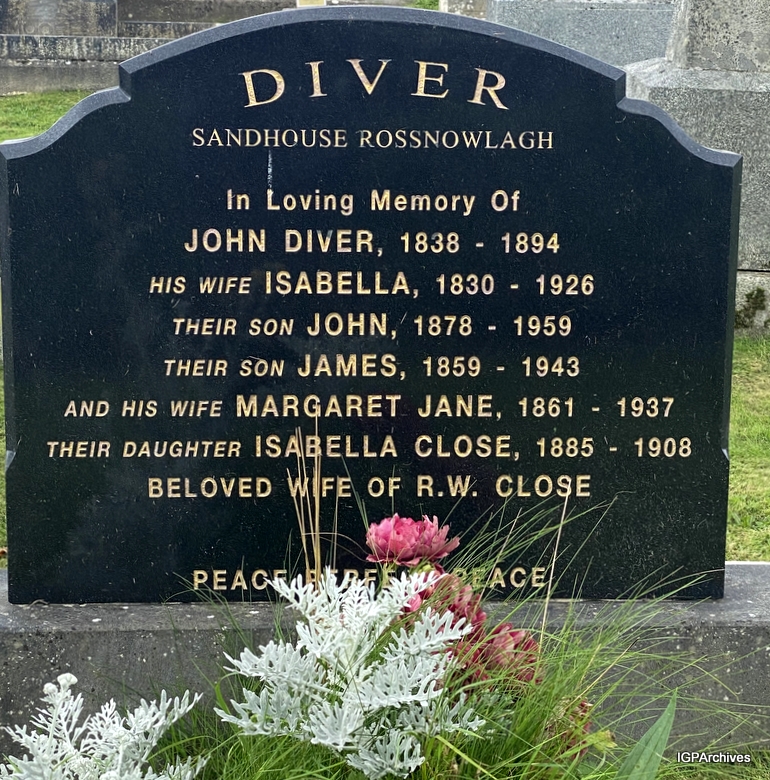 DIVER
SANDHOUSE ROSSNOWLAGH
In Loving Memory Of
JOHN DIVER, 1838 - 1894
HIS WIFE ISABELLA, 1830 - 1926
THEIR SON JOHN, 1878 - 1959
THEIR SON JAMES, 1859 - 1943
AND HIS WIFE MARGARET JANE, 1861 - 1937
THEIR DAUGHTER ISABELLA CLOSE, 1885 - 1908
BELOVED WIFE OF R.W. CLOSE
PEACE PERFECT PEACE
IGPArchives